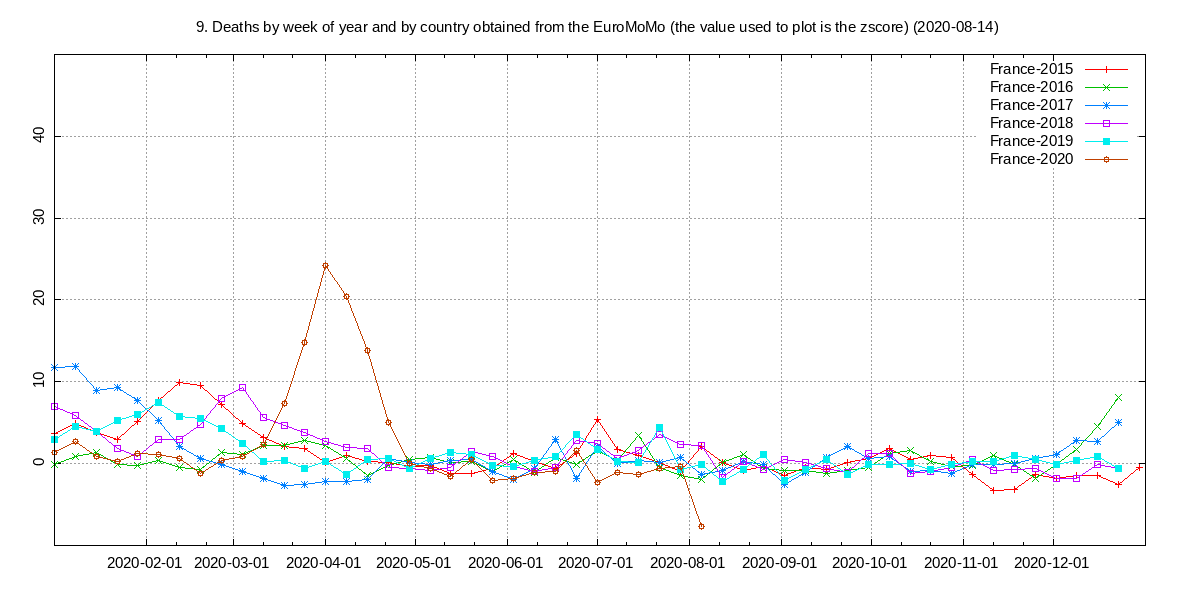 9. Deaths by week of year and by country obtained from the EuroMoMo (the value used to plot is the zscore) (2020-08-14)
France-2015
France-2016
France-2017
France-2018
France-2019
France-2020
40
30
20
10
0
2020-02-01 2020-03-01 2020-04-01 2020-05-01 2020-06-01 2020-07-01 2020-08-01 2020-09-01 2020-10-01 2020-11-01 2020-12-01